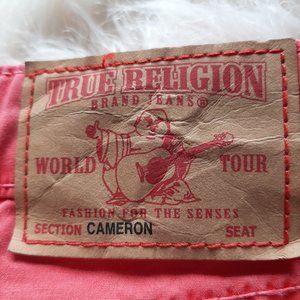 TRUE RELIGION
BRAND JEANS®
WORLD TOUR
FASHION FOR THE SENSES
SECTION CAMERON SEAT